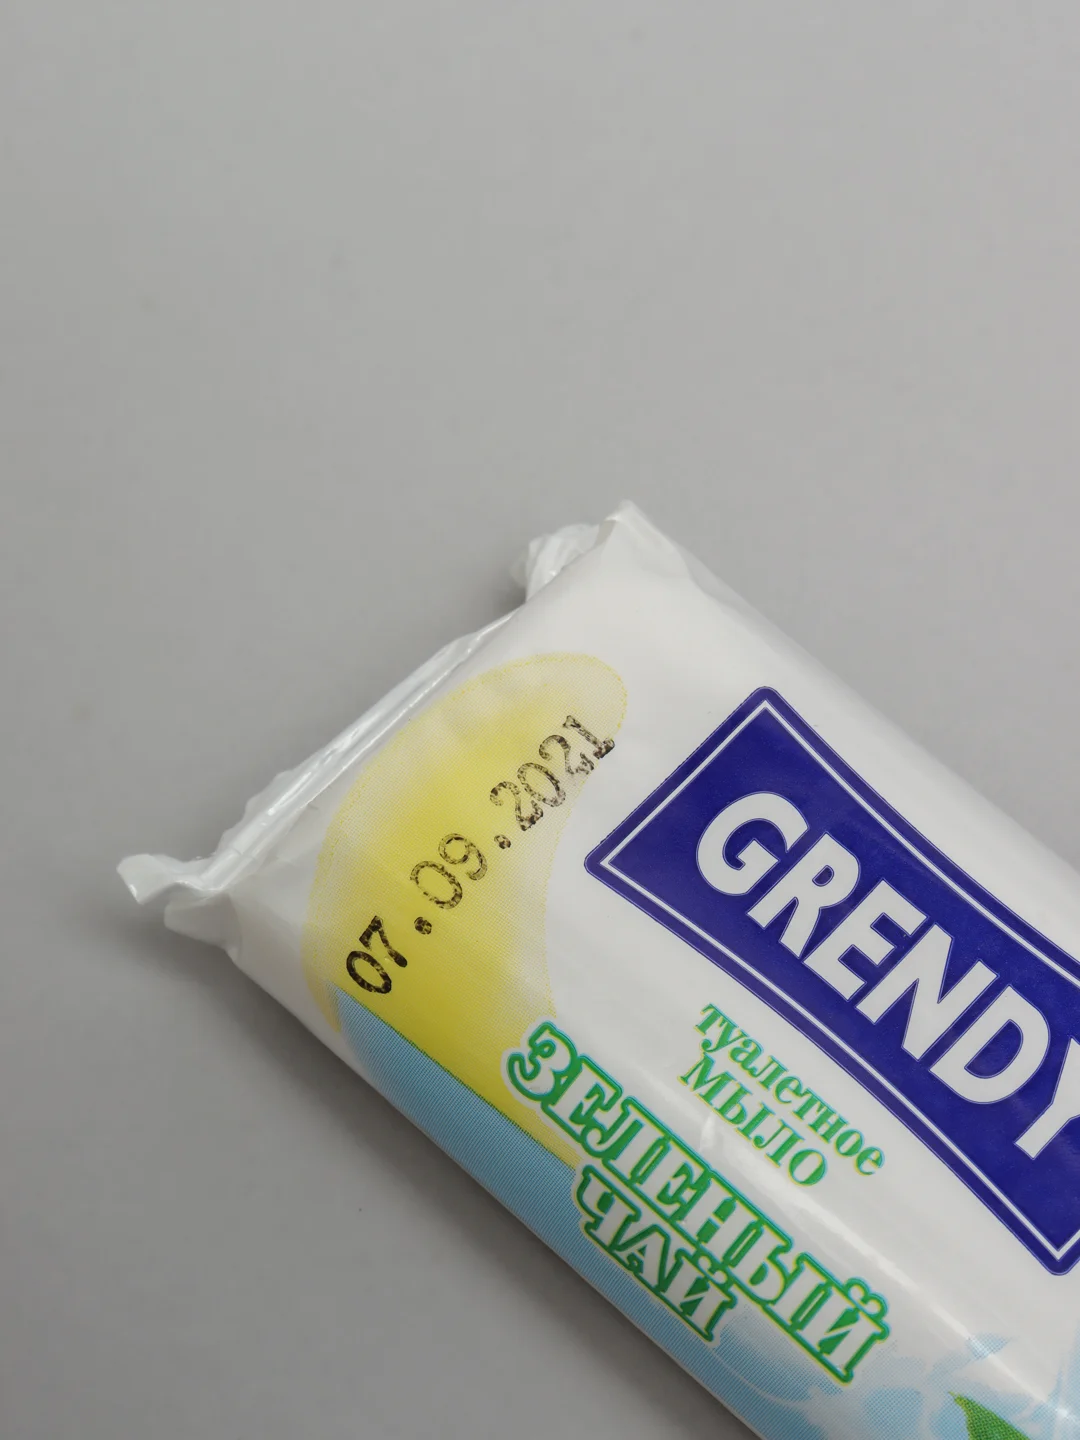 07.09.2021
GRENDY
туалетное
МЫЛО
ЗЕЛЕНЫЙ
ЧАЙ